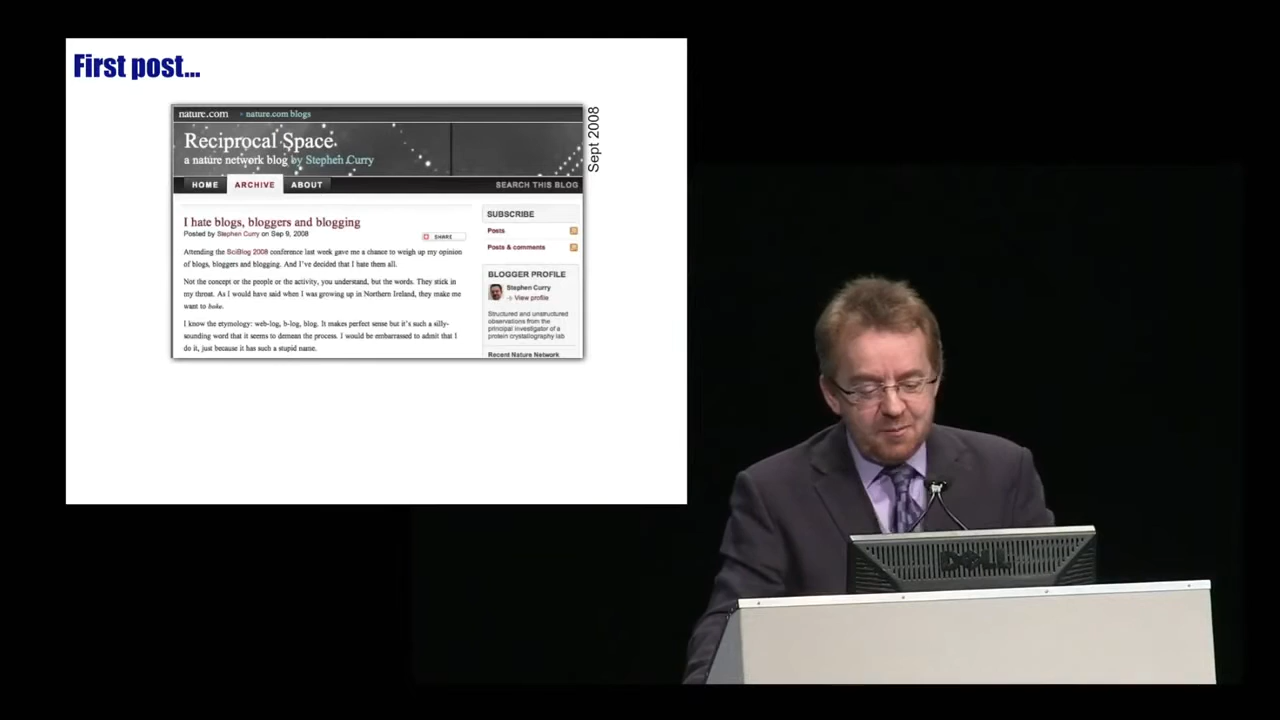 First post...
Sept 2008
nature.com nature.com blogs
Reciprocal Space
a nature network blog by Stephen Curry
HOME ARCHIVE ABOUT SEARCH THIS BLOG
I hate blogs, bloggers and blogging
Posted by Stephen Curry on Sep 9, 2008
SHARE
Attending the SciBlog 2008 conference last week gave me a chance to weigh up my opinion
of blogs, bloggers and blogging. And I've decided that I hate them all.
Not the concept or the people or the activity, you understand, but the words. They stick in
my throat. As I would have said when I was growing up in Northern Ireland, they make me
want to boke.
I know the etymology: web-log, b-log, blog. It makes perfect sense but it's such a silly-
sounding word that it seems to demean the process. I would be embarrassed to admit that I
do it, just because it has such a stupid name.
SUBSCRIBE
Posts
Posts & comments
BLOGGER PROFILE
Stephen Curry
View profile
Structured and unstructured
observations from the
principal investigator of a
protein crystallography lab
Recent Nature Network
DELL